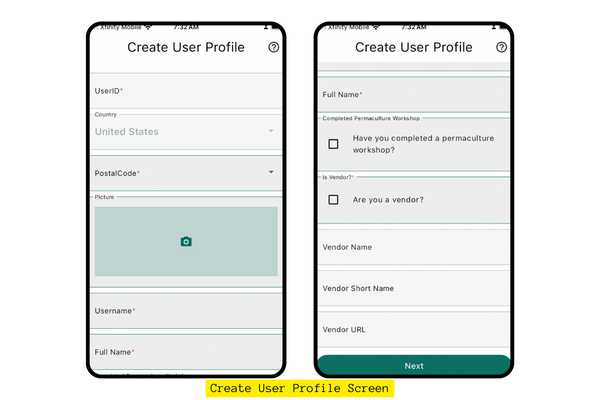 Xfinity Mobile 7:32 AM
Create User Profile
UserID*
Country
United States
PostalCode*
Picture
Username*
Full Name*
Xfinity Mobile 7:32 AM
Create User Profile
Full Name*
Completed Permaculture Workshop
Have you completed a permaculture
workshop?
Is Vendor?*
Are you a vendor?
Vendor Name
Vendor Short Name
Vendor URL
Next
Create User Profile Screen